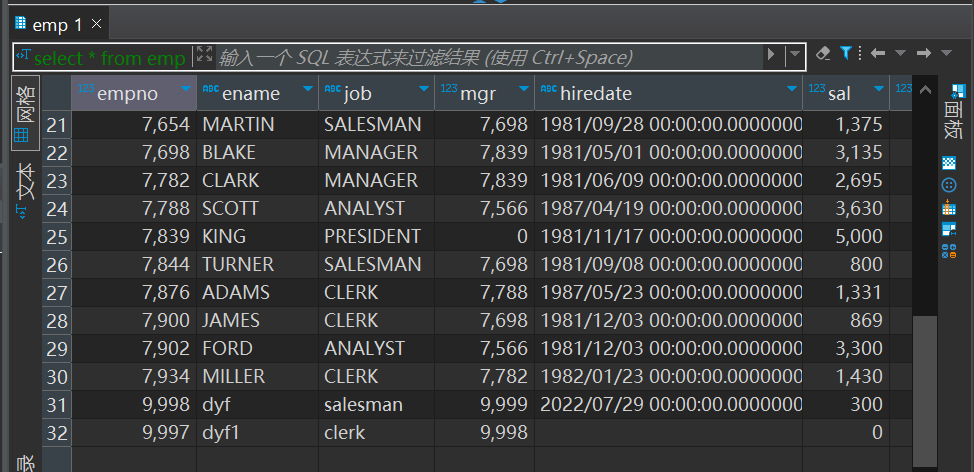 emp 1
select * from emp 输入一个 SQL 表达式来过滤结果 (使用 Ctrl+Space)
网格
文本
录
面板
123 empno ABC ename ABC job 123 mgr ABC hiredate 123 sal 123
21 7,654 MARTIN SALESMAN 7,698 1981/09/28 00:00:00.0000000 1,375
22 7,698 BLAKE MANAGER 7,839 1981/05/01 00:00:00.0000000 3,135
23 7,782 CLARK MANAGER 7,839 1981/06/09 00:00:00.0000000 2,695
24 7,788 SCOTT ANALYST 7,566 1987/04/19 00:00:00.0000000 3,630
25 7,839 KING PRESIDENT 0 1981/11/17 00:00:00.0000000 5,000
26 7,844 TURNER SALESMAN 7,698 1981/09/08 00:00:00.0000000 800
27 7,876 ADAMS CLERK 7,788 1987/05/23 00:00:00.0000000 1,331
28 7,900 JAMES CLERK 7,698 1981/12/03 00:00:00.0000000 869
29 7,902 FORD ANALYST 7,566 1981/12/03 00:00:00.0000000 3,300
30 7,934 MILLER CLERK 7,782 1982/01/23 00:00:00.0000000 1,430
31 9,998 dyf salesman 9,999 2022/07/29 00:00:00.0000000 300
32 9,997 dyf1 clerk 9,998 0